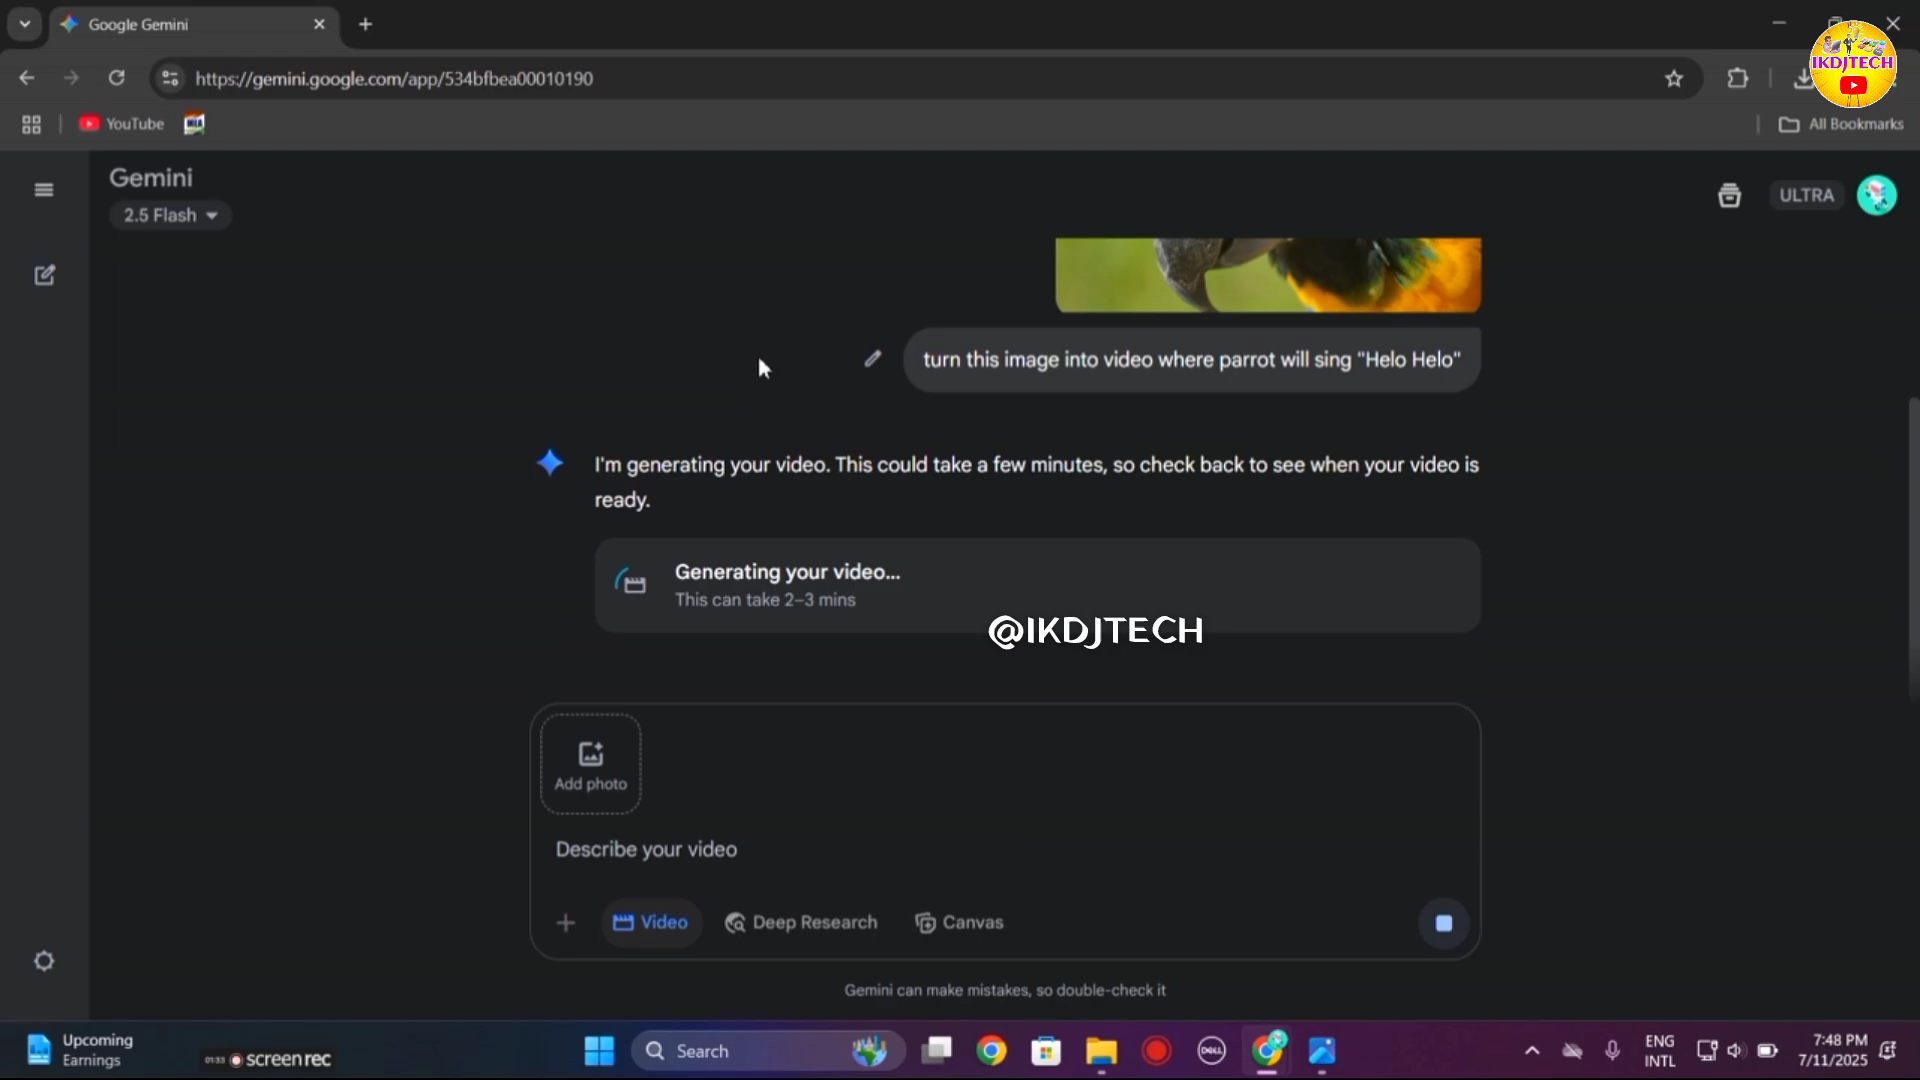 Google Gemini
IKDJTECH
https://gemini.google.com/app/534bfbea00010190
YouTube
All Bookmarks
Gemini
2.5 Flash
ULTRA
turn this image into video where parrot will sing "Helo Helo"
I'm generating your video. This could take a few minutes, so check back to see when your video is
ready.
Generating your video...
This can take 2–3 mins
@IKDJTECH
Add photo
Describe your video
Video
Deep Research
Canvas
Gemini can make mistakes, so double-check it
Upcoming
Earnings
01:33 screenrec
Search
DELL
ENG
INTL
7:48 PM
7/11/2025